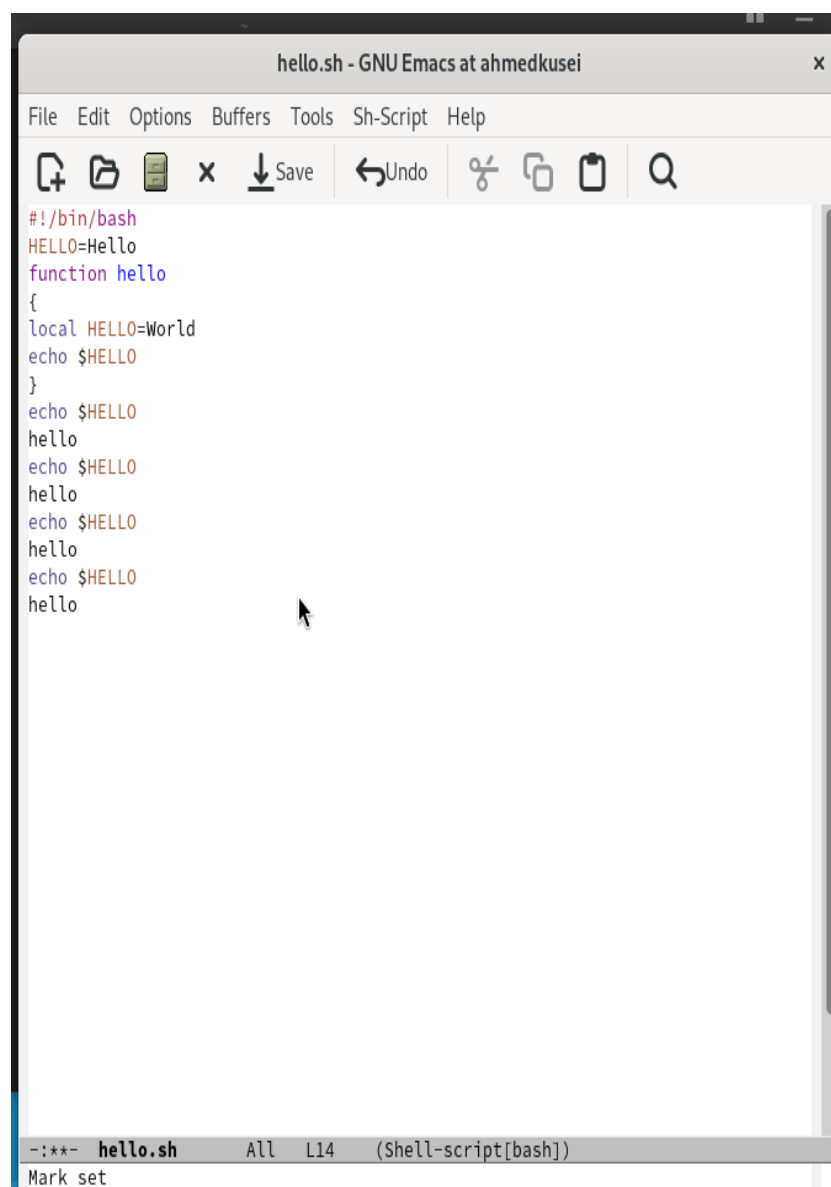 ~
hello.sh - GNU Emacs at ahmedkusei
File Edit Options Buffers Tools Sh-Script Help
Save Undo
#!/bin/bash
HELLO=Hello
function hello
{
local HELLO=World
echo $HELLO
}
echo $HELLO
hello
echo $HELLO
hello
echo $HELLO
hello
echo $HELLO
hello
-:**- hello.sh All L14 (Shell-script[bash])
Mark set